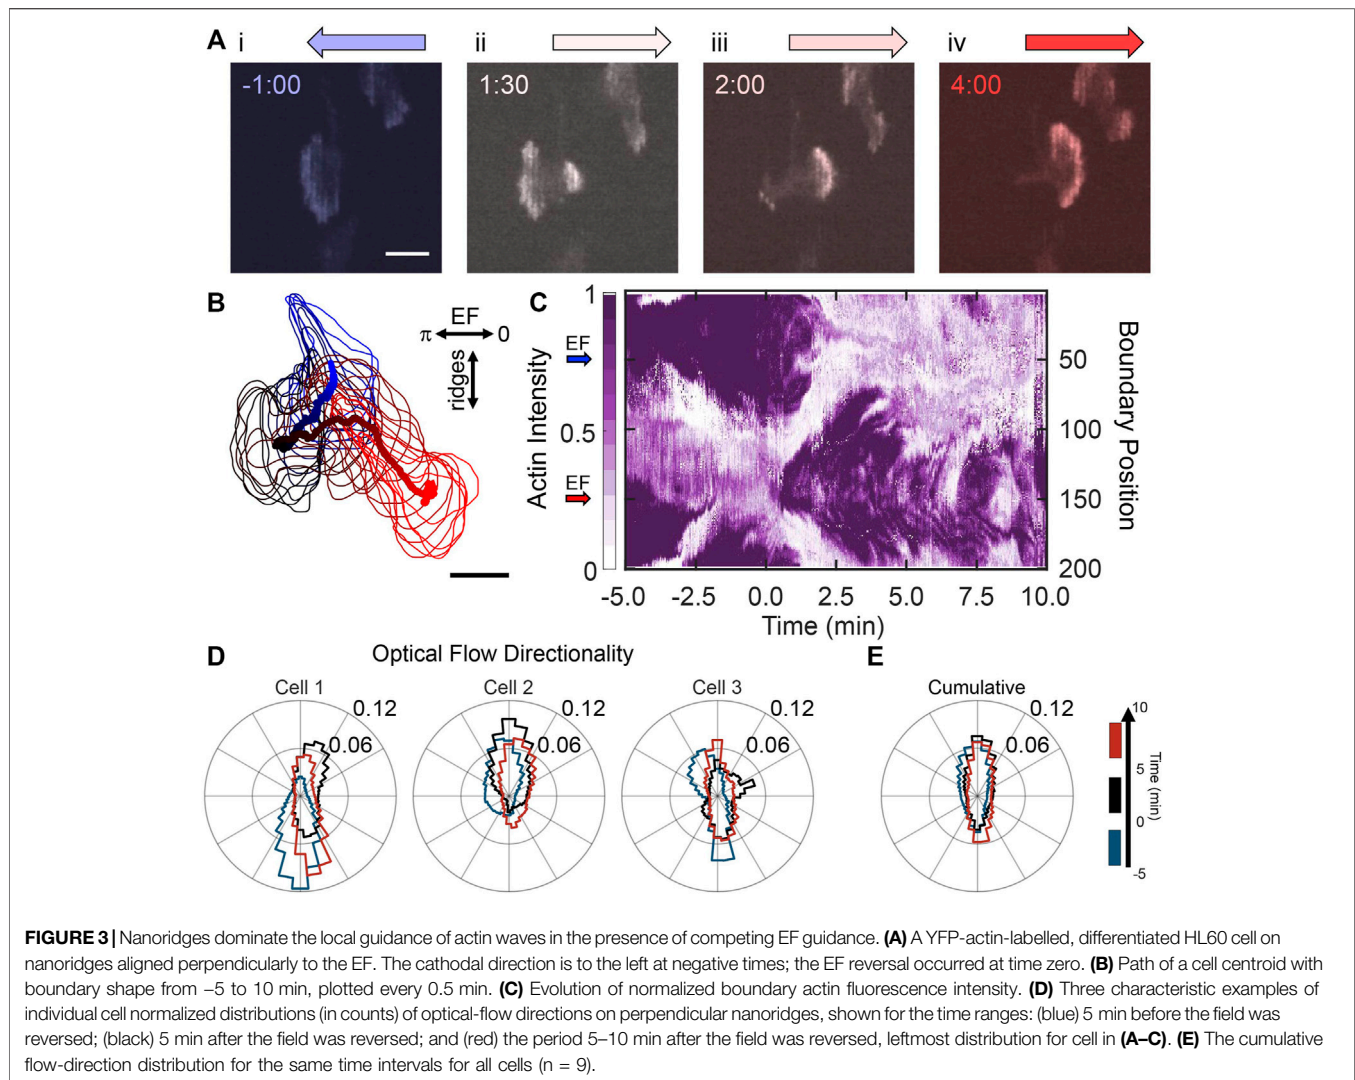 A i ii iii iv
-1:00 1:30 2:00 4:00
B EF
π 0
ridges
C Actin Intensity
1
0.5
0
EF
EF
50
100
150
200
Boundary Position
-5.0 -2.5 0.0 2.5 5.0 7.5 10.0
Time (min)
D Optical Flow Directionality
Cell 1 Cell 2 Cell 3
0.12 0.12 0.12
0.06 0.06 0.06
E
Cumulative
0.12
0.06
10
5
0
-5
Time (min)
FIGURE 3 | Nanoridges dominate the local guidance of actin waves in the presence of competing EF guidance. (A) A YFP-actin-labelled, differentiated HL60 cell on
nanoridges aligned perpendicularly to the EF. The cathodal direction is to the left at negative times; the EF reversal occurred at time zero. (B) Path of a cell centroid with
boundary shape from −5 to 10 min, plotted every 0.5 min. (C) Evolution of normalized boundary actin fluorescence intensity. (D) Three characteristic examples of
individual cell normalized distributions (in counts) of optical-flow directions on perpendicular nanoridges, shown for the time ranges: (blue) 5 min before the field was
reversed; (black) 5 min after the field was reversed; and (red) the period 5–10 min after the field was reversed, leftmost distribution for cell in (A–C). (E) The cumulative
flow-direction distribution for the same time intervals for all cells (n = 9).